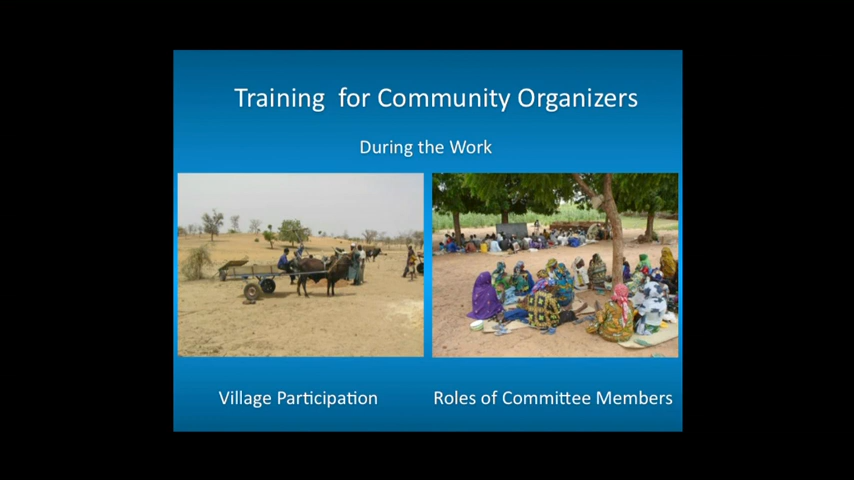 Training for Community Organizers
During the Work
Village Participation
Roles of Committee Members